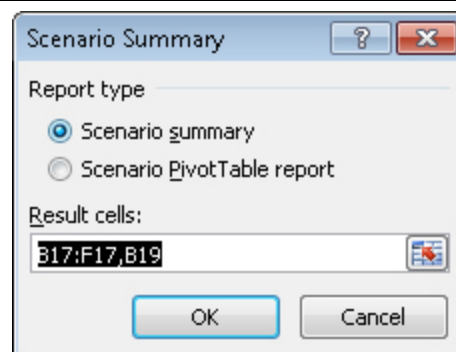 Scenario Summary
Report type
Scenario summary
Scenario PivotTable report
Result cells:
B17:F17,B19
OK
Cancel